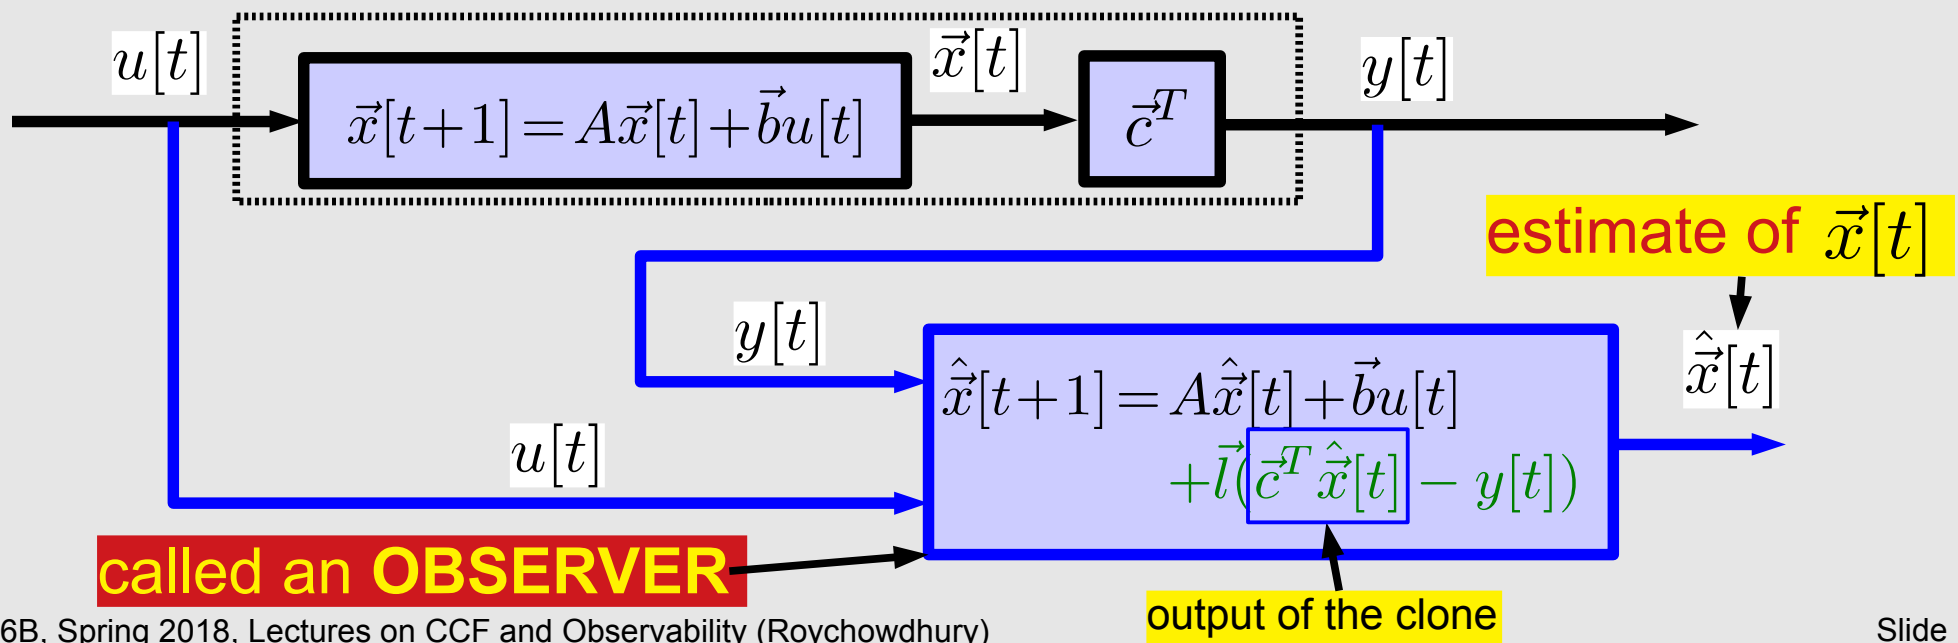 u[t]
x⃗[t+1]=Ax⃗[t]+b⃗u[t]
x⃗[t]
c⃗ᵀ
y[t]
estimate of x⃗[t]
y[t]
x⃗̂[t]
x⃗̂[t+1]=Ax⃗̂[t]+b⃗u[t]
+l⃗(c⃗ᵀx⃗̂[t] − y[t])
u[t]
called an OBSERVER
output of the clone
6B, Spring 2018, Lectures on CCF and Observability (Roychowdhury)
Slide